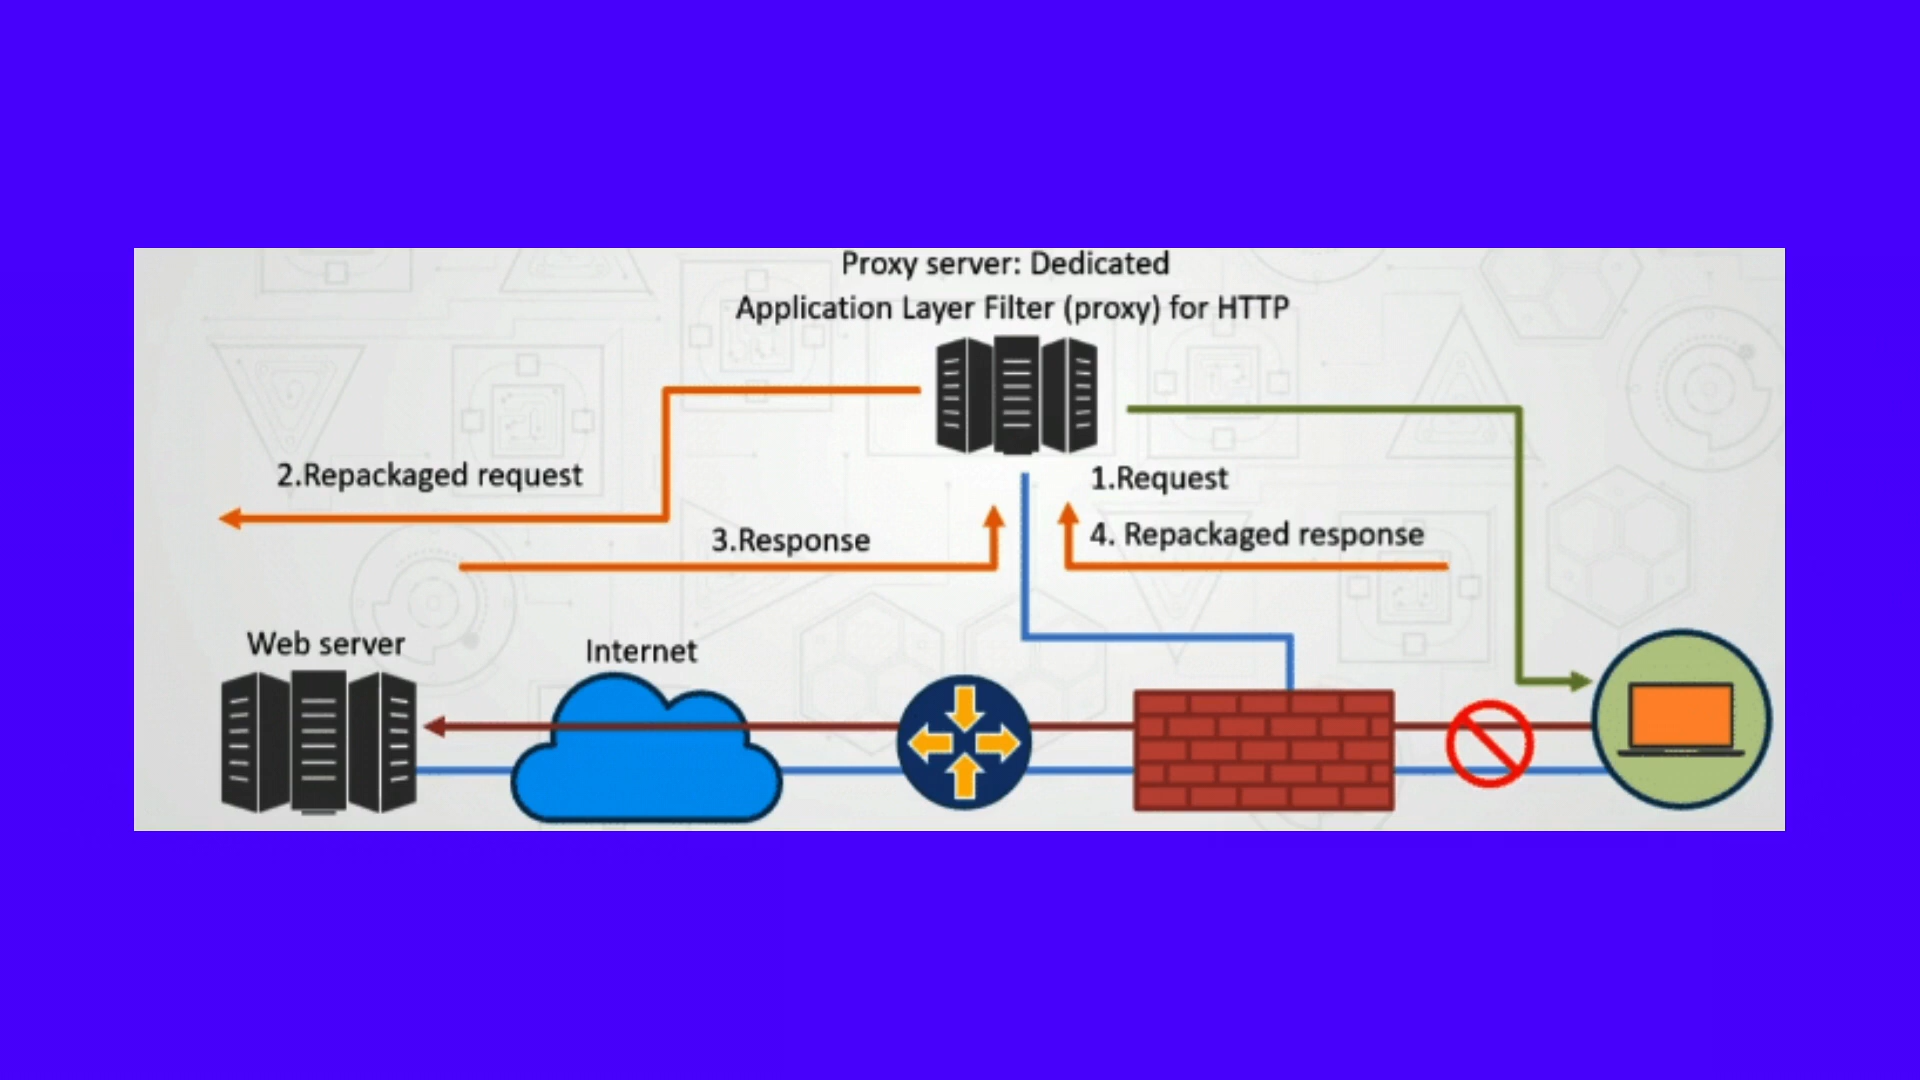 Proxy server: Dedicated
Application Layer Filter (proxy) for HTTP
2.Repackaged request
1.Request
3.Response
4. Repackaged response
Web server
Internet